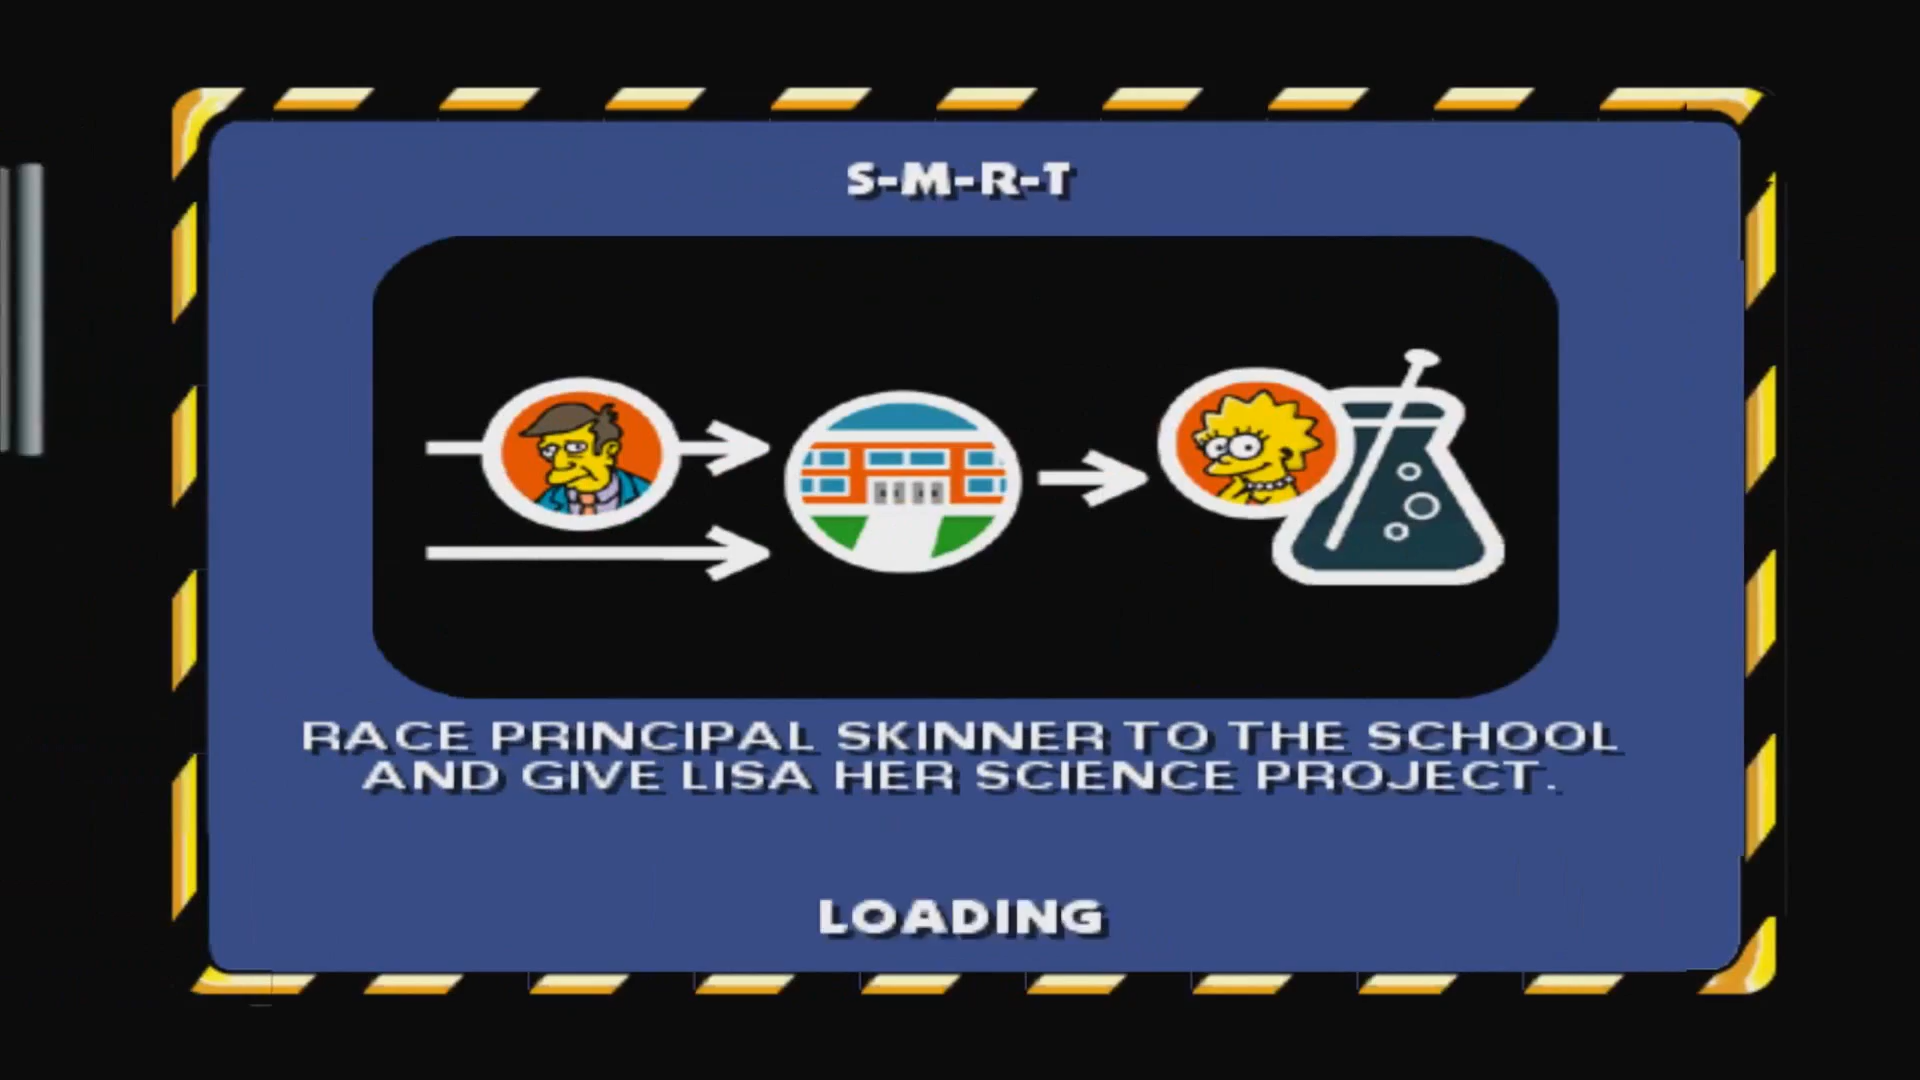 S-M-R-T
RACE PRINCIPAL SKINNER TO THE SCHOOL
AND GIVE LISA HER SCIENCE PROJECT.
LOADING